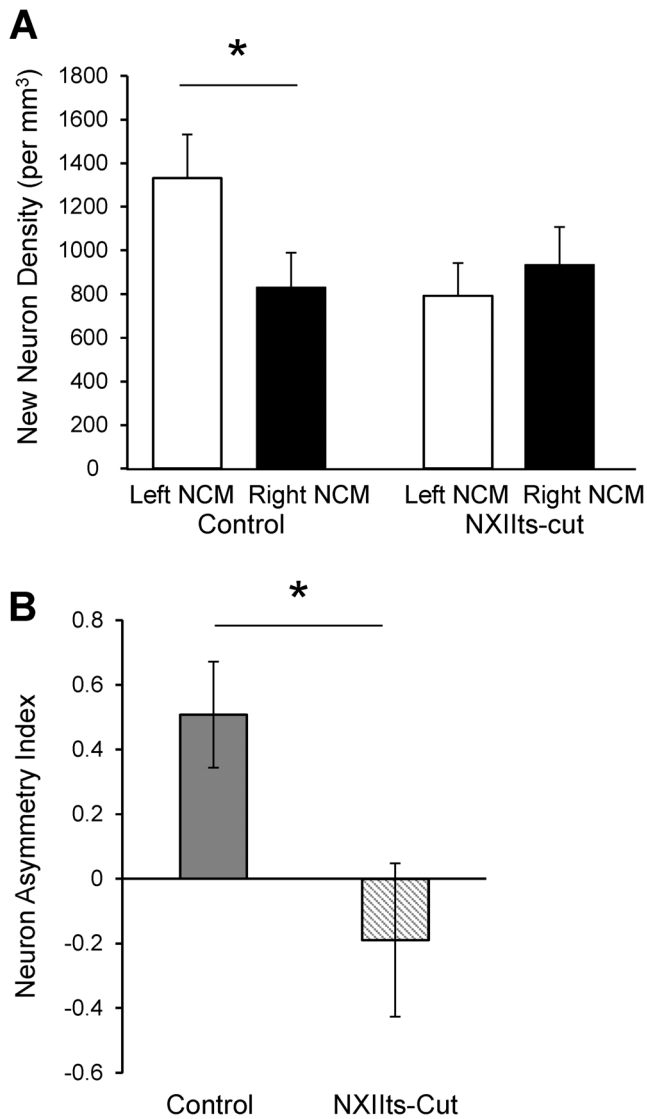 A
*
New Neuron Density (per mm³)
1800
1600
1400
1200
1000
800
600
400
200
0
Left NCM Right NCM Left NCM Right NCM
Control NXIIts-cut
B
*
Neuron Asymmetry Index
0.8
0.6
0.4
0.2
0
-0.2
-0.4
-0.6
Control NXIIts-Cut